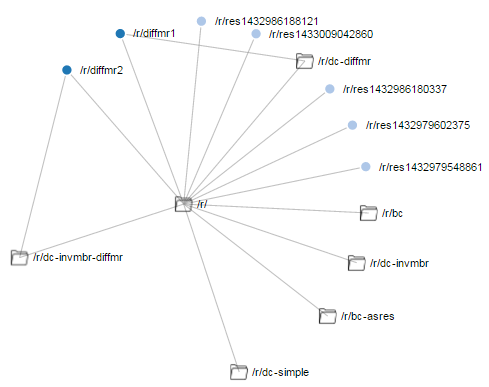 /r/res1432986188121
/r/diffmr1
/r/res1433009042860
/r/dc-diffmr
/r/diffmr2
/r/res1432986180337
/r/res1432979602375
/r/res1432979548861
/r/
/r/bc
/r/dc-invmbr-diffmr
/r/dc-invmbr
/r/bc-asres
/r/dc-simple